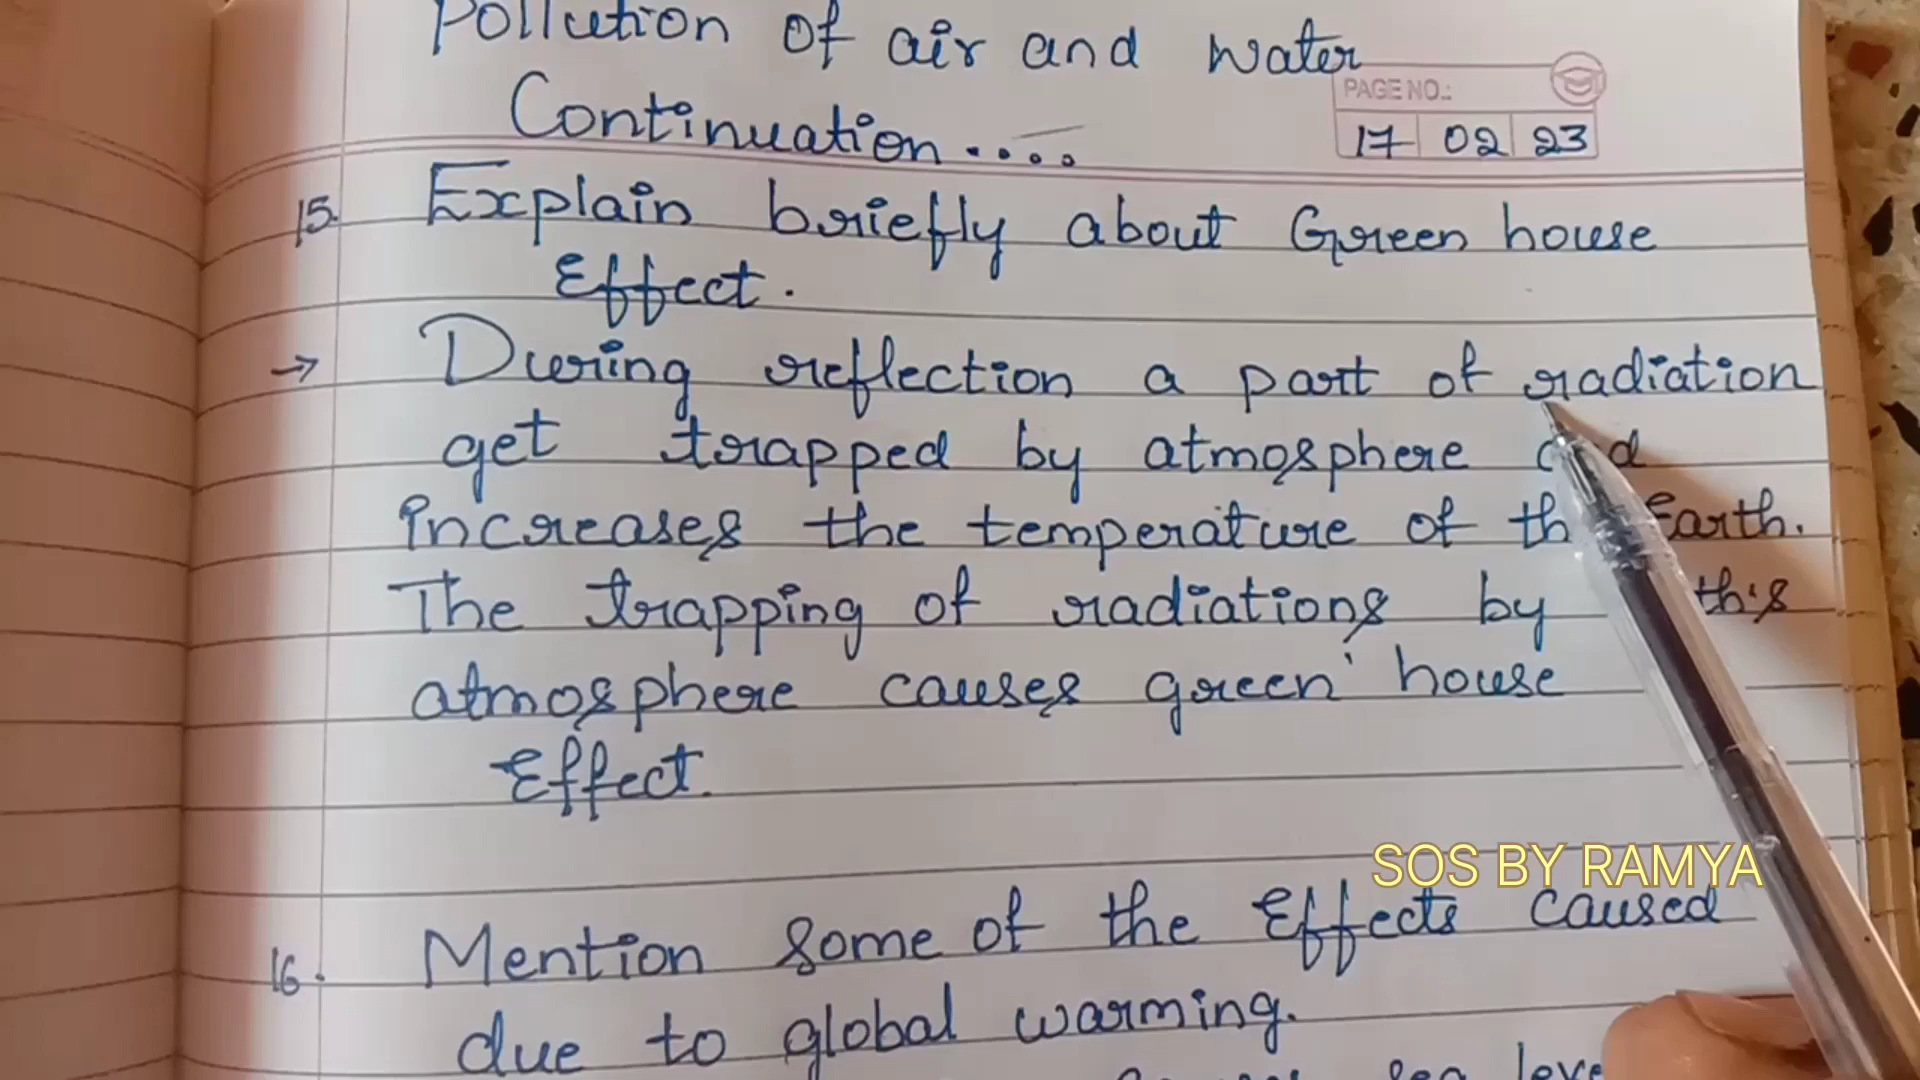 Pollution of air and water
Continuation....
PAGE NO.:
17 02 23
15. Explain briefly about Green house
Effect.
→ During reflection a part of radiation
get trapped by atmosphere
increases the temperature of Earth.
The trapping of radiations by
atmosphere causes green house
Effect.
SOS BY RAMYA
16. Mention some of the Effects caused
due to global warming.
sea